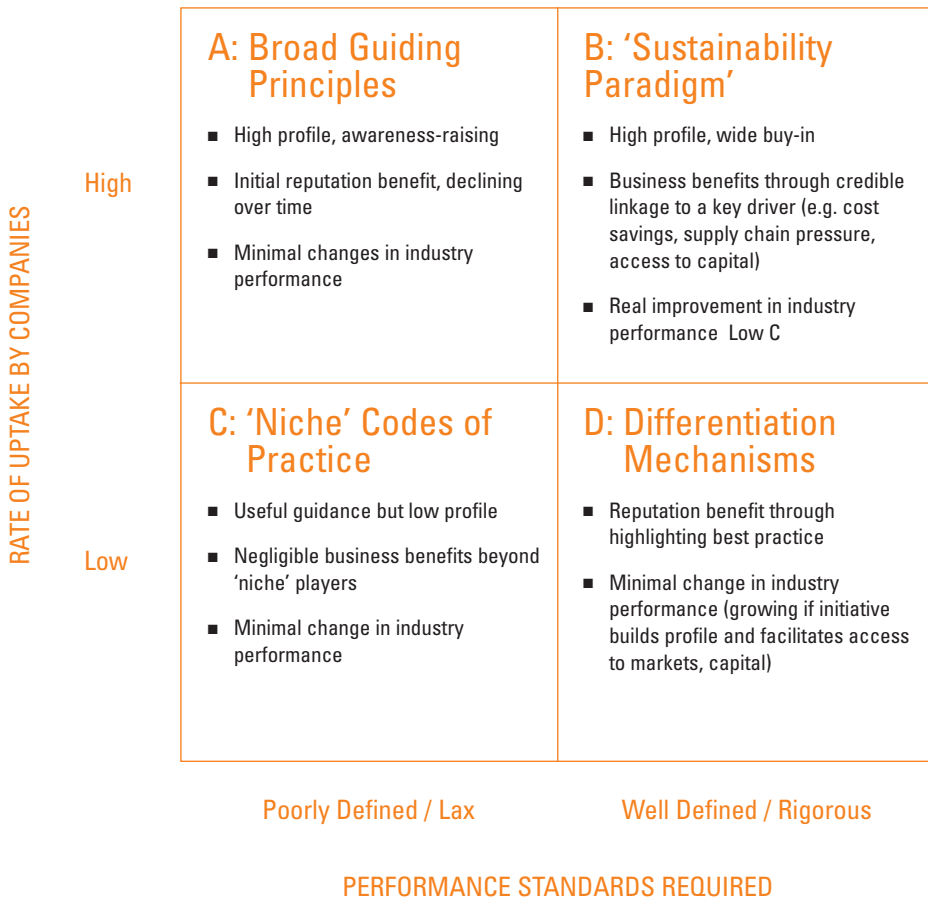 A: Broad Guiding
Principles
■ High profile, awareness-raising
■ Initial reputation benefit, declining
over time
■ Minimal changes in industry
performance
B: ‘Sustainability
Paradigm’
■ High profile, wide buy-in
■ Business benefits through credible
linkage to a key driver (e.g. cost
savings, supply chain pressure,
access to capital)
■ Real improvement in industry
performance Low C
High
RATE OF UPTAKE BY COMPANIES
Low
C: ‘Niche’ Codes of
Practice
■ Useful guidance but low profile
■ Negligible business benefits beyond
‘niche’ players
■ Minimal change in industry
performance
D: Differentiation
Mechanisms
■ Reputation benefit through
highlighting best practice
■ Minimal change in industry
performance (growing if initiative
builds profile and facilitates access
to markets, capital)
Poorly Defined / Lax
Well Defined / Rigorous
PERFORMANCE STANDARDS REQUIRED